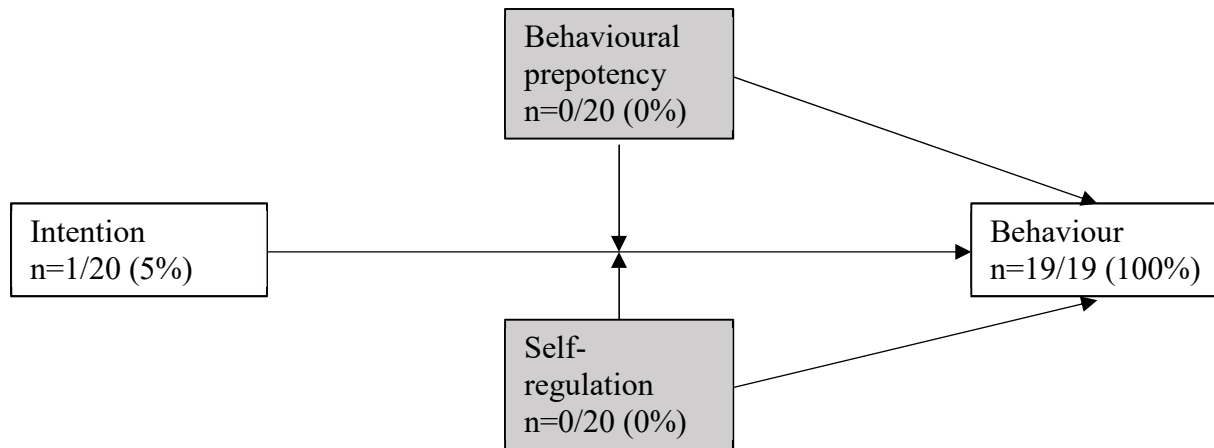 Behavioural
prepotency
n=0/20 (0%)
Intention
n=1/20 (5%)
Behaviour
n=19/19 (100%)
Self-
regulation
n=0/20 (0%)